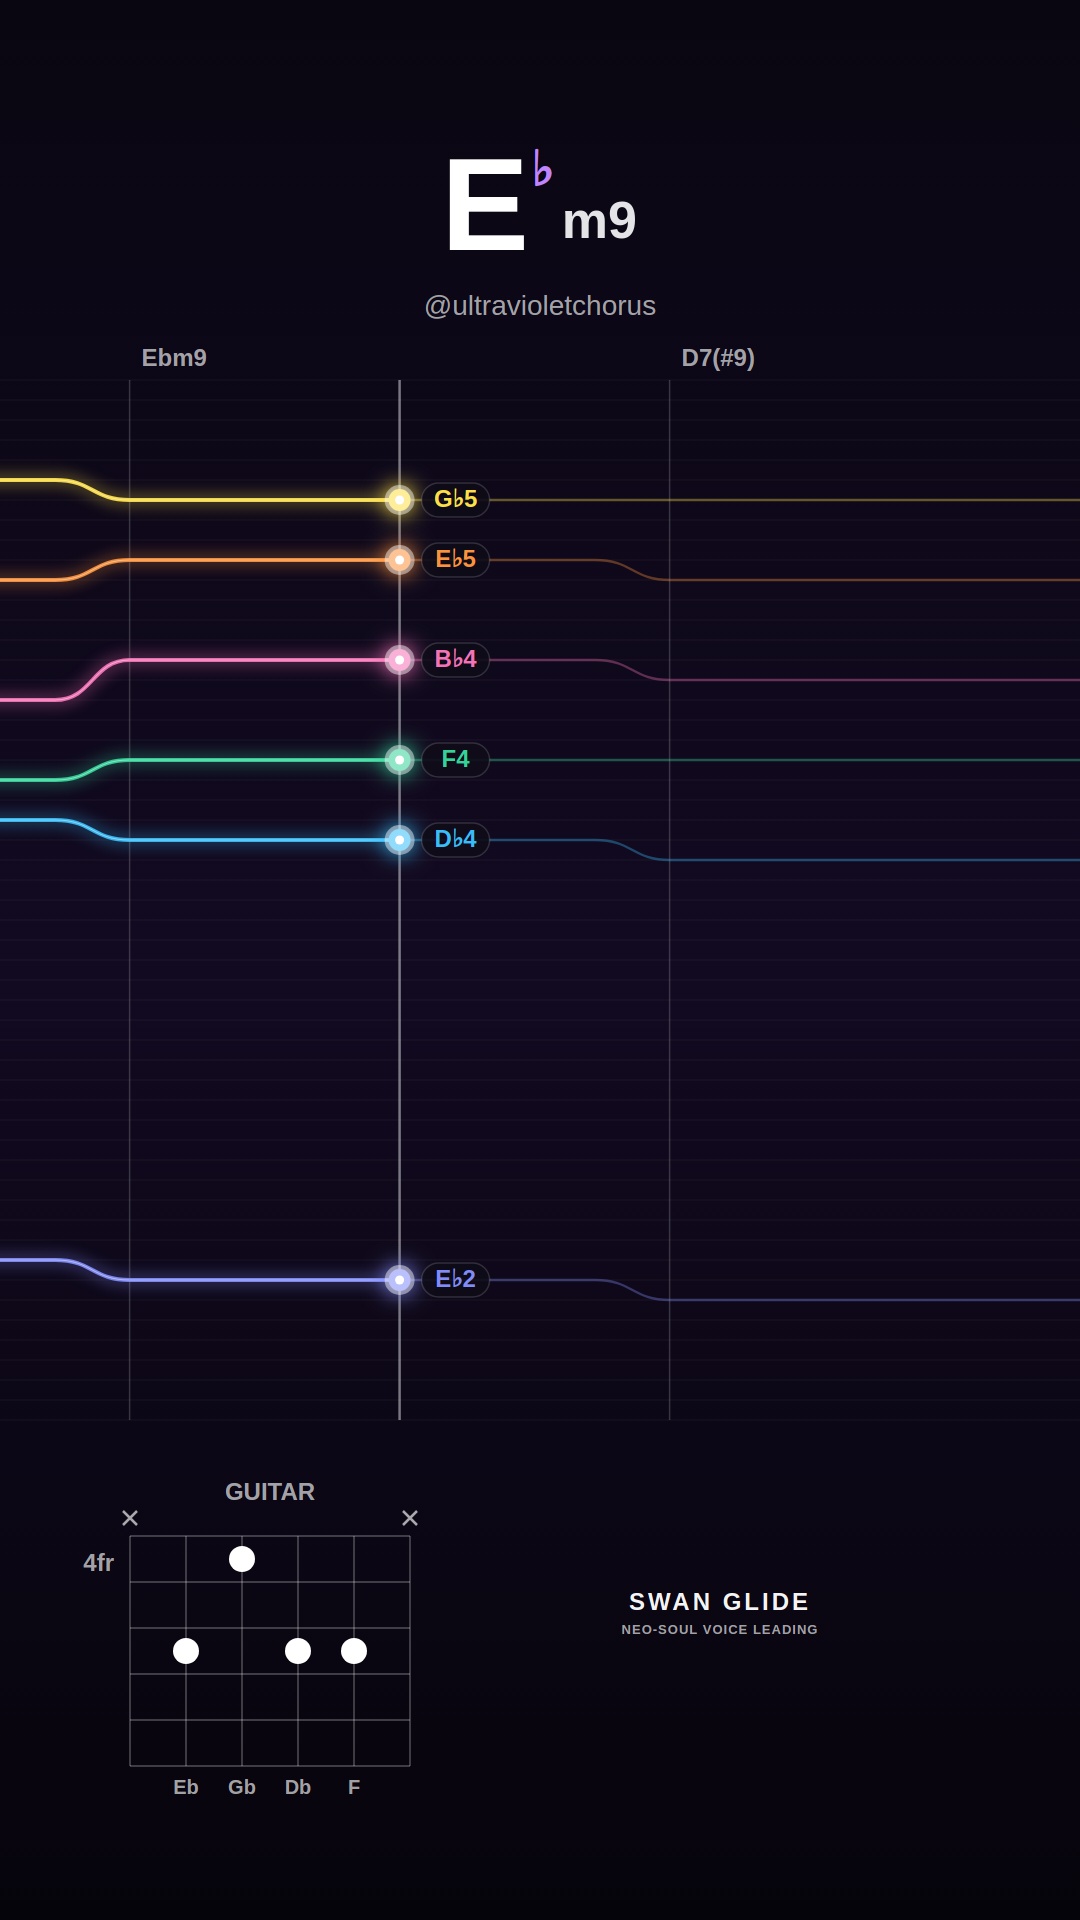 E♭m9
@ultravioletchorus
Ebm9 D7(#9)
G♭5
E♭5
B♭4
F4
D♭4
E♭2
GUITAR
× ×
4fr
SWAN GLIDE
NEO-SOUL VOICE LEADING
Eb Gb Db F